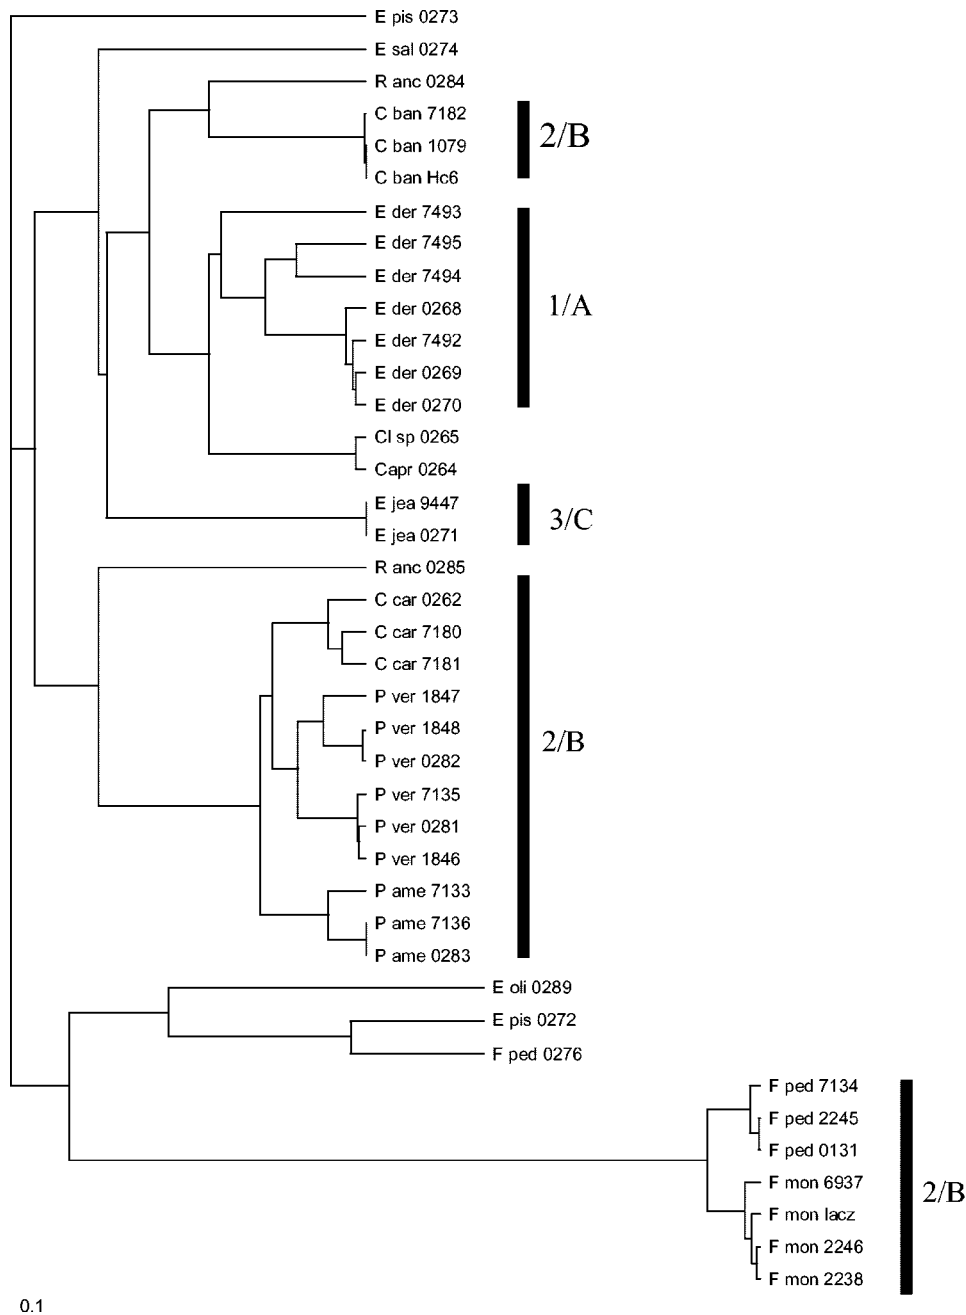 E pis 0273
E sal 0274
R anc 0284
C ban 7182
2/B
C ban 1079
C ban Hc6
E der 7493
E der 7495
E der 7494
1/A
E der 0268
E der 7492
E der 0269
E der 0270
Cl sp 0265
Capr 0264
E jea 9447
3/C
E jea 0271
R anc 0285
C car 0262
C car 7180
C car 7181
P ver 1847
P ver 1848
2/B
P ver 0282
P ver 7135
P ver 0281
P ver 1846
P ame 7133
P ame 7136
P ame 0283
E oli 0289
E pis 0272
F ped 0276
F ped 7134
F ped 2245
F ped 0131
F mon 6937
2/B
F mon lacz
F mon 2246
F mon 2238
0.1